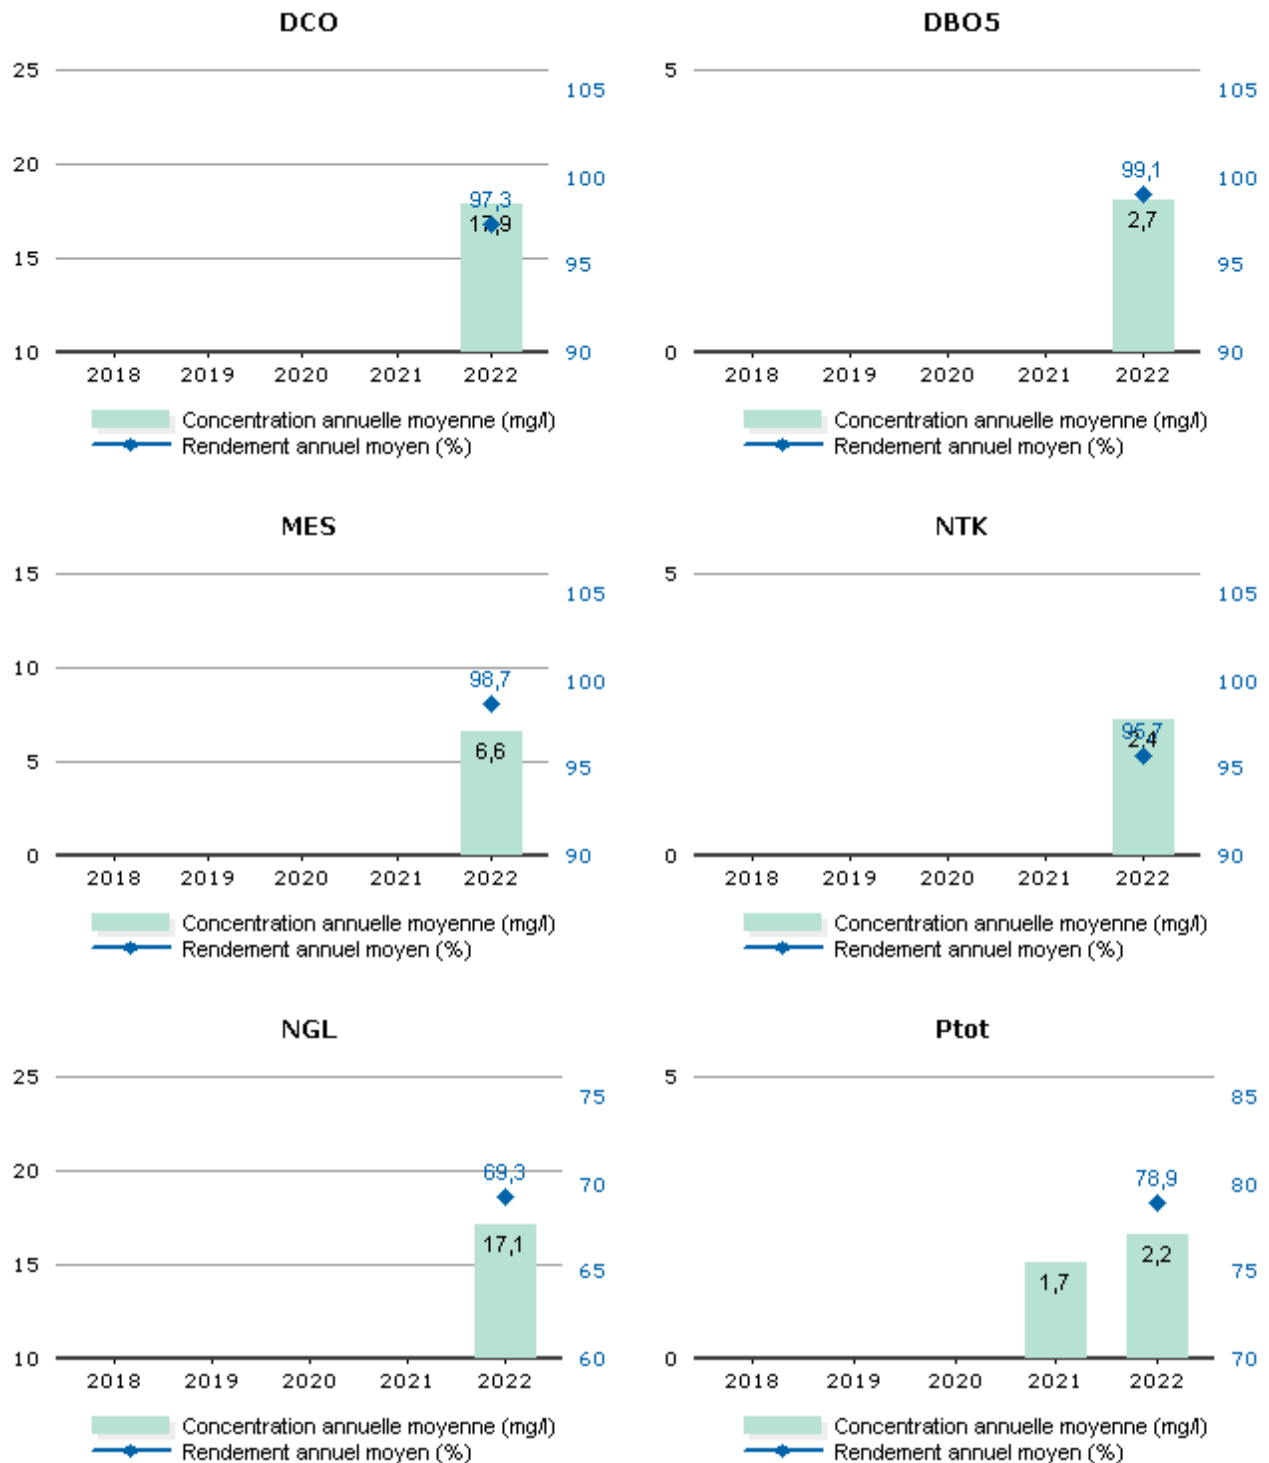 DCO
25
20
15
10
105
100
95
90
97,3
17,9
2018 2019 2020 2021 2022
Concentration annuelle moyenne (mg/l)
Rendement annuel moyen (%)
DBO5
5
0
105
100
95
90
99,1
2,7
2018 2019 2020 2021 2022
Concentration annuelle moyenne (mg/l)
Rendement annuel moyen (%)
MES
15
10
5
0
105
100
95
90
98,7
6,6
2018 2019 2020 2021 2022
Concentration annuelle moyenne (mg/l)
Rendement annuel moyen (%)
NTK
5
0
105
100
95
90
95,7
2,4
2018 2019 2020 2021 2022
Concentration annuelle moyenne (mg/l)
Rendement annuel moyen (%)
NGL
25
20
15
10
75
70
65
60
69,3
17,1
2018 2019 2020 2021 2022
Concentration annuelle moyenne (mg/l)
Rendement annuel moyen (%)
Ptot
5
0
85
80
75
70
78,9
1,7
2,2
2018 2019 2020 2021 2022
Concentration annuelle moyenne (mg/l)
Rendement annuel moyen (%)